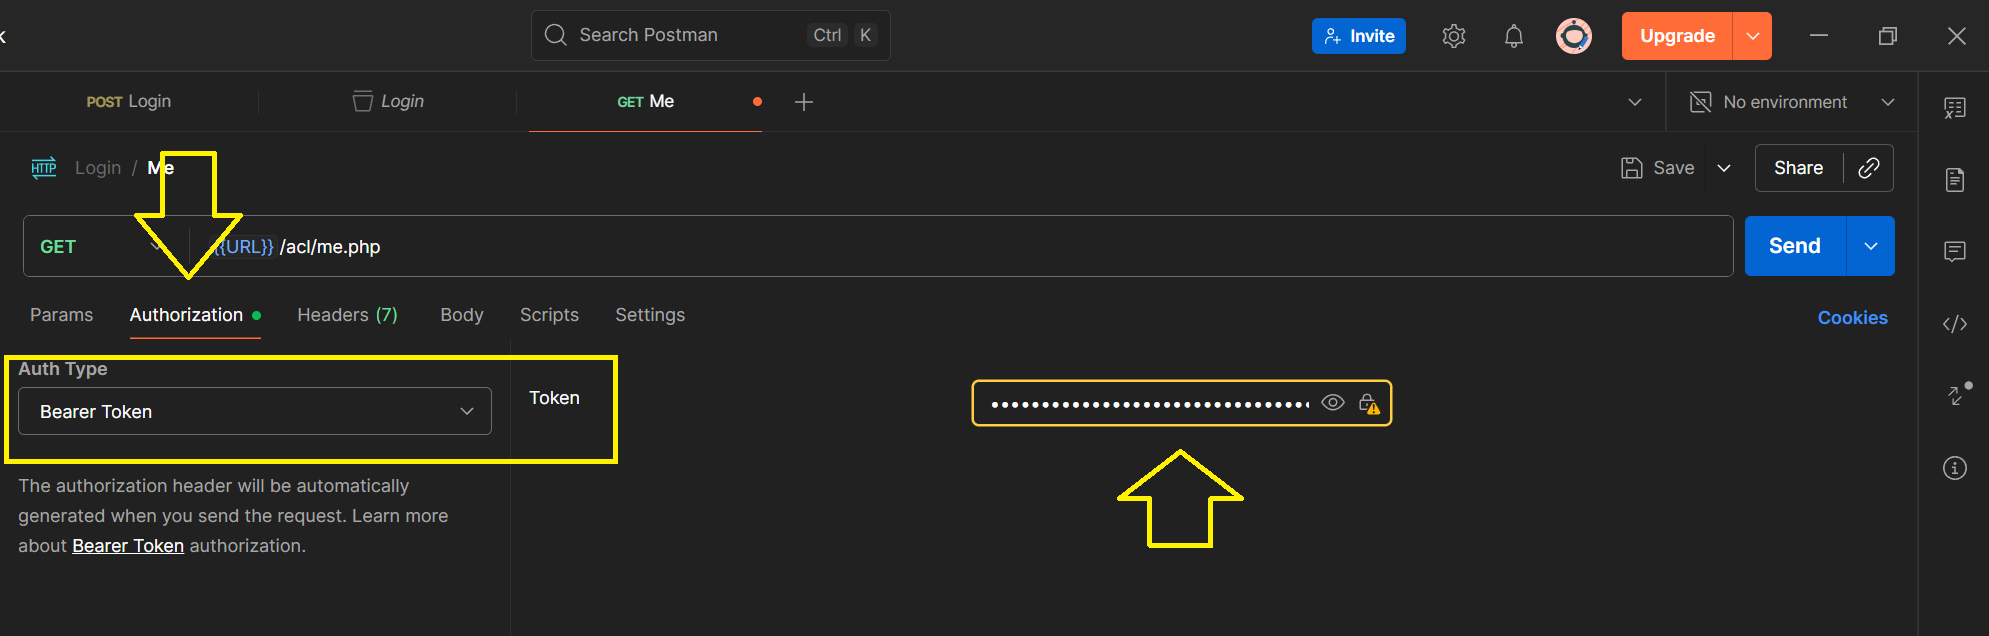 Search Postman Ctrl K Invite Upgrade
POST Login Login GET Me No environment
HTTP Login / Me Save Share
GET {{URL}} /acl/me.php Send
Params Authorization Headers (7) Body Scripts Settings Cookies
Auth Type
Bearer Token Token ••••••••••••••••••••••••••••••••
The authorization header will be automatically
generated when you send the request. Learn more
about Bearer Token authorization.